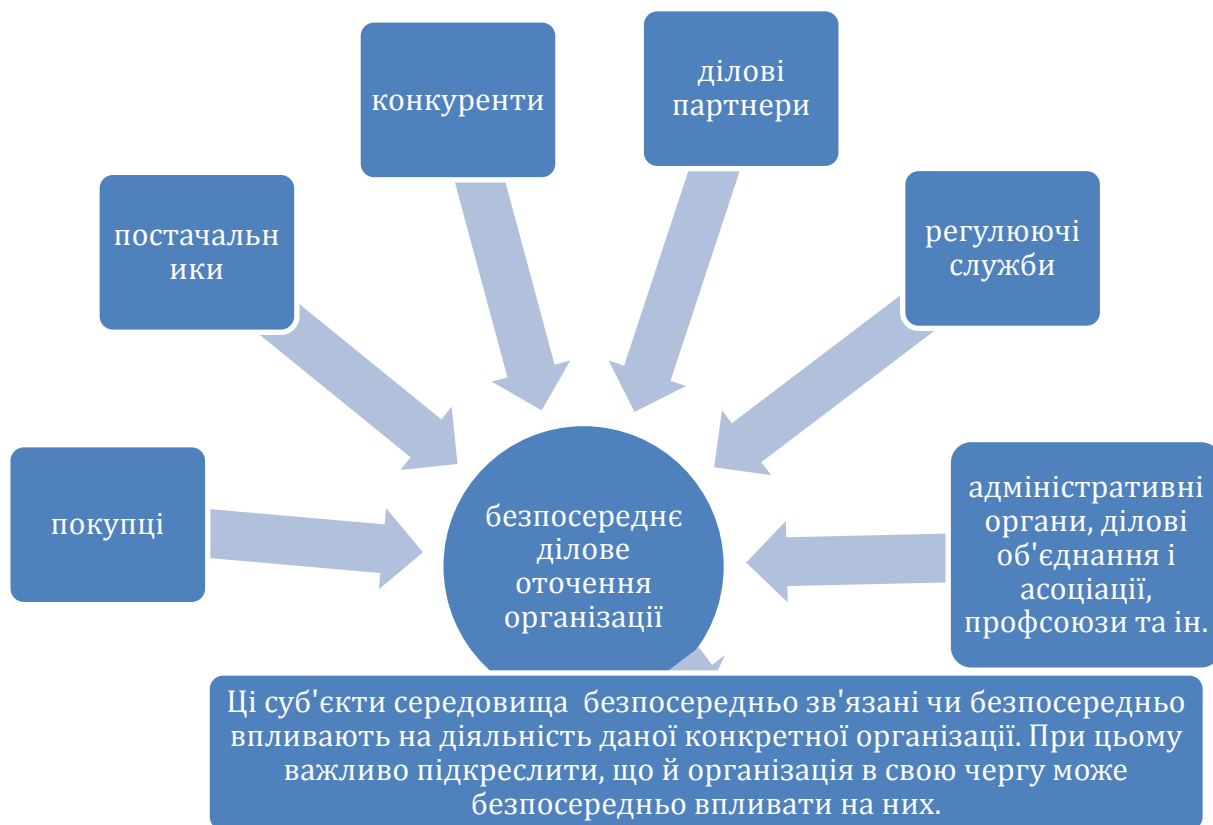 конкуренти
ділові
партнери
постачальн
ики
регулюючі
служби
покупці
безпосереднє
ділове
оточення
організації
адміністративні
органи, ділові
об'єднання і
асоціації,
профсоюзи та ін.
Ці суб'єкти середовища  безпосередньо зв'язані чи безпосередньо
впливають на діяльність даної конкретної організації. При цьому
важливо підкреслити, що й організація в свою чергу може
безпосередньо впливати на них.